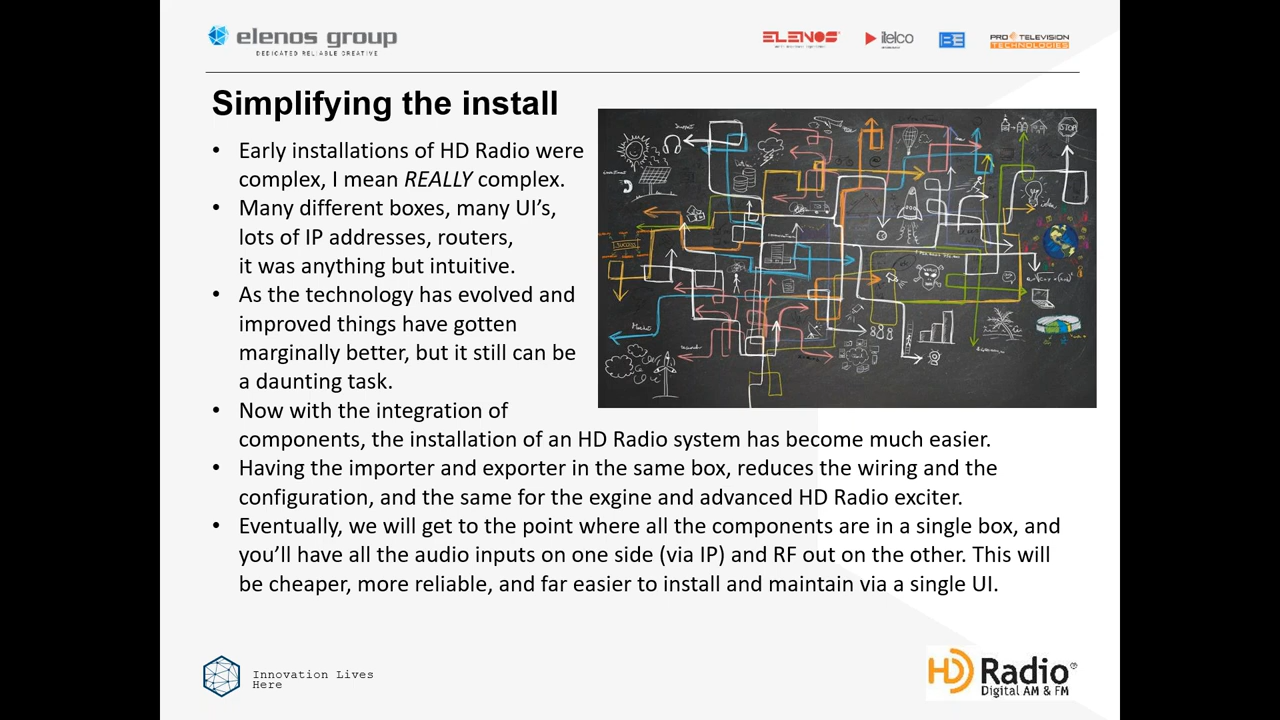 elenos group
DEDICATED RELIABLE CREATIVE
ELENOS
itelco
BE
PRO TELEVISION
TECHNOLOGIES
Simplifying the install
• Early installations of HD Radio were
complex, I mean REALLY complex.
• Many different boxes, many UI’s,
lots of IP addresses, routers,
it was anything but intuitive.
• As the technology has evolved and
improved things have gotten
marginally better, but it still can be
a daunting task.
• Now with the integration of
components, the installation of an HD Radio system has become much easier.
• Having the importer and exporter in the same box, reduces the wiring and the
configuration, and the same for the exgine and advanced HD Radio exciter.
• Eventually, we will get to the point where all the components are in a single box, and
you’ll have all the audio inputs on one side (via IP) and RF out on the other. This will
be cheaper, more reliable, and far easier to install and maintain via a single UI.
Support
STOP
idea
SUCCESS
Market
Innovation Lives
Here
HD Radio®
Digital AM & FM